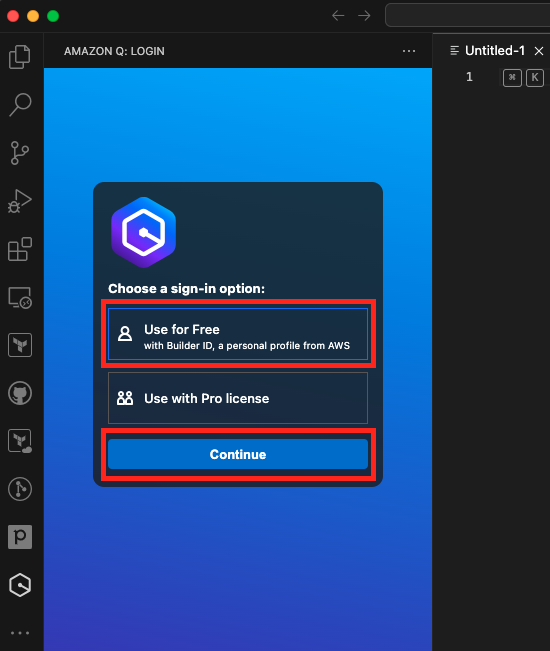 AMAZON Q: LOGIN
Untitled-1
1
⌘ K
Choose a sign-in option:
Use for Free
with Builder ID, a personal profile from AWS
Use with Pro license
Continue